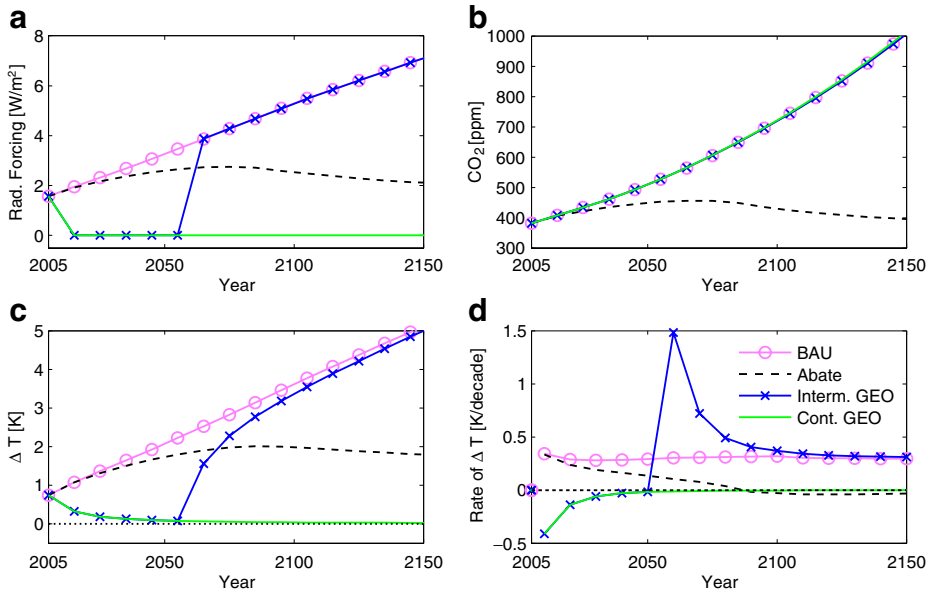 a
8
6
4
2
0
Rad. Forcing [W/m²]
2005 2050 2100 2150
Year
b
1000
900
800
700
600
500
400
300
CO₂ [ppm]
2005 2050 2100 2150
Year
c
5
4
3
2
1
0
Δ T [K]
2005 2050 2100 2150
Year
d
1.5
1
0.5
0
−0.5
Rate of Δ T [K/decade]
BAU
Abate
Interm. GEO
Cont. GEO
2005 2050 2100 2150
Year